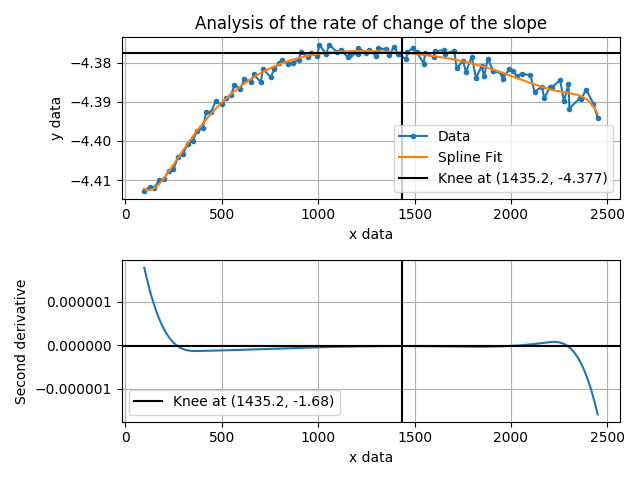 Analysis of the rate of change of the slope
y data
−4.38
−4.39
−4.40
−4.41
Data
Spline Fit
Knee at (1435.2, -4.377)
0 500 1000 1500 2000 2500
x data
Second derivative
0.000001
0.000000
−0.000001
Knee at (1435.2, -1.68)
0 500 1000 1500 2000 2500
x data